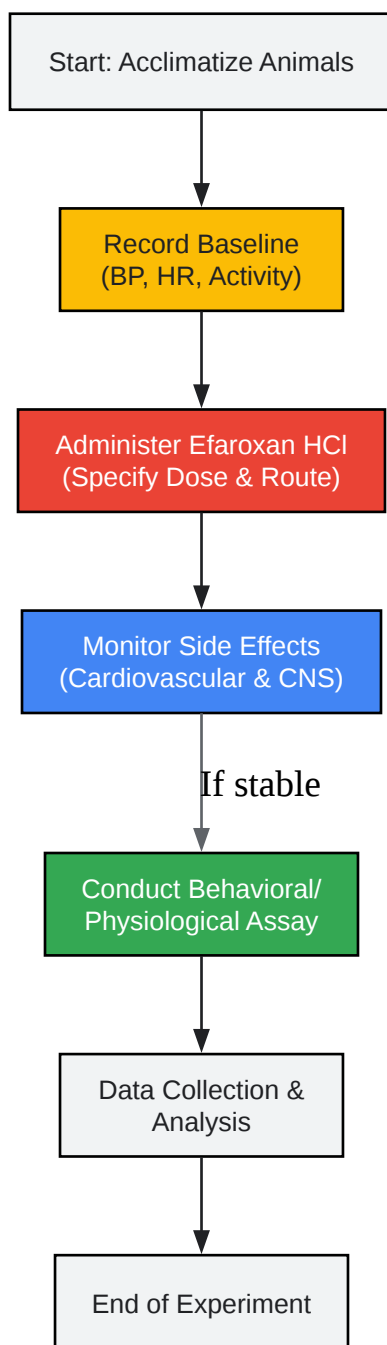 Start: Acclimatize Animals
Record Baseline
(BP, HR, Activity)
Administer Efaroxan HCl
(Specify Dose & Route)
Monitor Side Effects
(Cardiovascular & CNS)
If stable
Conduct Behavioral/
Physiological Assay
Data Collection &
Analysis
End of Experiment